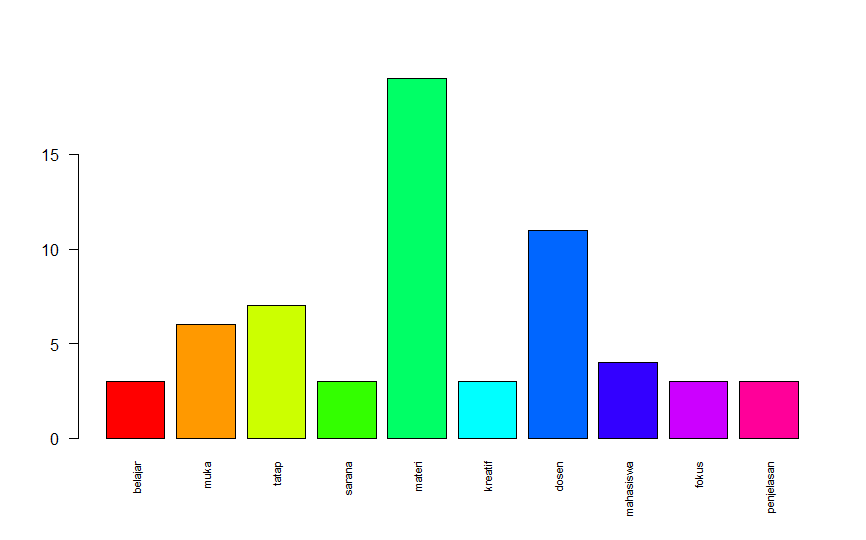 15
10
5
0
belajar
muka
tatap
sarana
materi
kreatif
dosen
mahasiswa
fokus
penjelasan